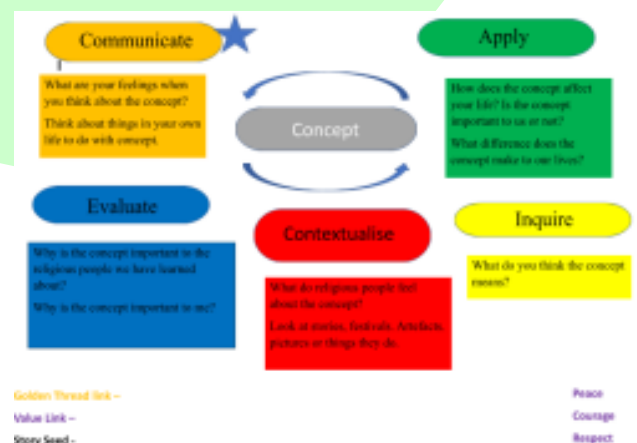 Communicate
What are your feelings when
you think about the concept?
Think about things in your own
life to do with concept.
Apply
How does the concept affect
your life? Is the concept
important to us or not?
What difference does the
concept make to our lives?
Concept
Evaluate
Why is the concept important to the
religious people we have learned
about?
Why is the concept important to me?
Contextualise
What do religious people feel
about the concept?
Look at stories, festivals. Artefacts,
pictures or things they do.
Inquire
What do you think the concept
means?
Golden Thread link –
Value Link –
Story Seed -
Peace
Courage
Respect